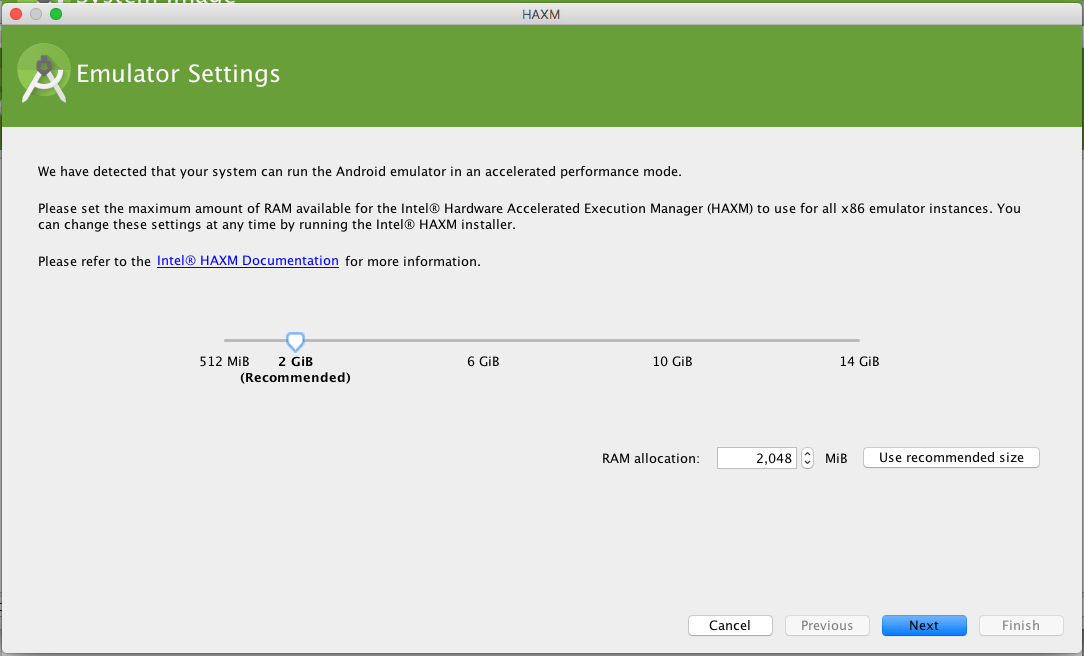 System Image
HAXM
Emulator Settings
We have detected that your system can run the Android emulator in an accelerated performance mode.
Please set the maximum amount of RAM available for the Intel® Hardware Accelerated Execution Manager (HAXM) to use for all x86 emulator instances. You
can change these settings at any time by running the Intel® HAXM installer.
Please refer to the Intel® HAXM Documentation for more information.
512 MiB 2 GiB 6 GiB 10 GiB 14 GiB
(Recommended)
RAM allocation: 2,048 MiB Use recommended size
Cancel Previous Next Finish